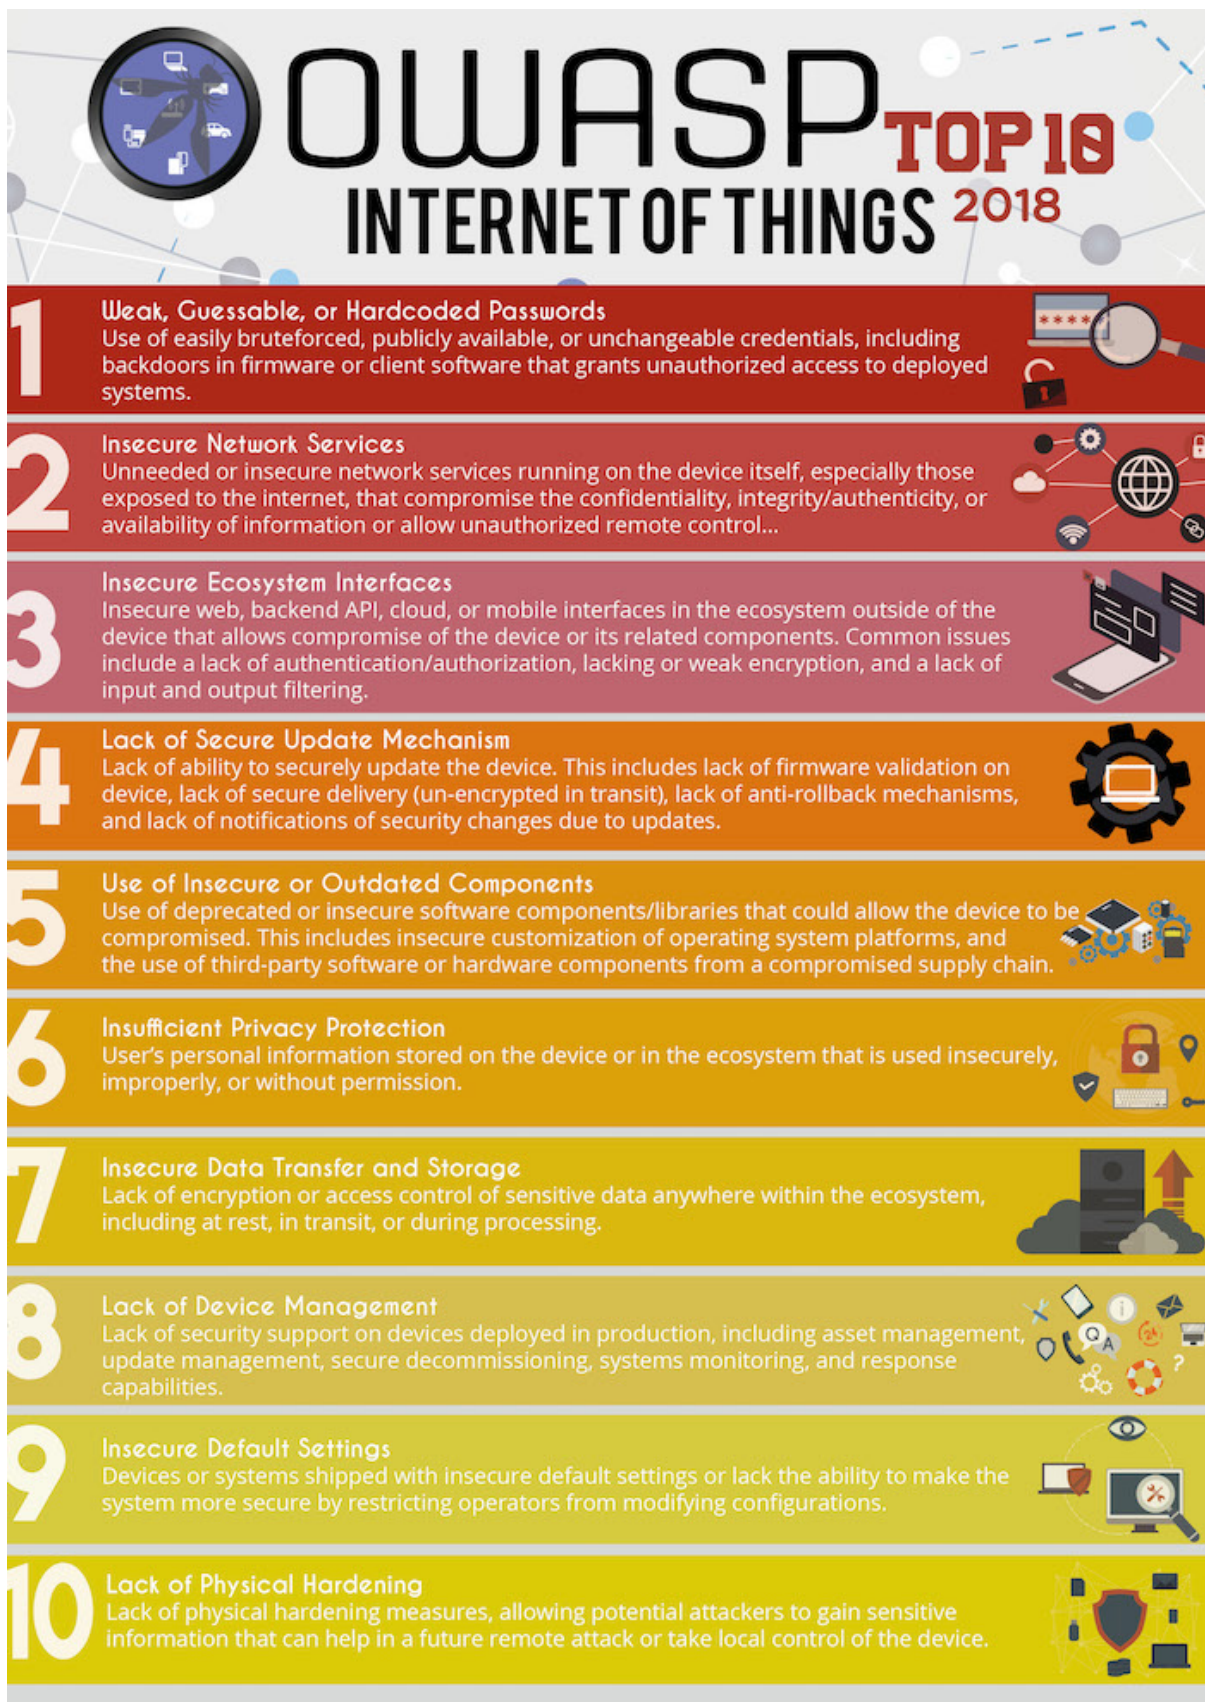 OWASP TOP 10
INTERNET OF THINGS 2018
1
Weak, Guessable, or Hardcoded Passwords
Use of easily bruteforced, publicly available, or unchangeable credentials, including
backdoors in firmware or client software that grants unauthorized access to deployed
systems.
****
2
Insecure Network Services
Unneeded or insecure network services running on the device itself, especially those
exposed to the internet, that compromise the confidentiality, integrity/authenticity, or
availability of information or allow unauthorized remote control...
3
Insecure Ecosystem Interfaces
Insecure web, backend API, cloud, or mobile interfaces in the ecosystem outside of the
device that allows compromise of the device or its related components. Common issues
include a lack of authentication/authorization, lacking or weak encryption, and a lack of
input and output filtering.
4
Lack of Secure Update Mechanism
Lack of ability to securely update the device. This includes lack of firmware validation on
device, lack of secure delivery (un-encrypted in transit), lack of anti-rollback mechanisms,
and lack of notifications of security changes due to updates.
5
Use of Insecure or Outdated Components
Use of deprecated or insecure software components/libraries that could allow the device to be
compromised. This includes insecure customization of operating system platforms, and
the use of third-party software or hardware components from a compromised supply chain.
6
Insufficient Privacy Protection
User's personal information stored on the device or in the ecosystem that is used insecurely,
improperly, or without permission.
7
Insecure Data Transfer and Storage
Lack of encryption or access control of sensitive data anywhere within the ecosystem,
including at rest, in transit, or during processing.
8
Lack of Device Management
Lack of security support on devices deployed in production, including asset management,
update management, secure decommissioning, systems monitoring, and response
capabilities.
i
Q
A
24
?
9
Insecure Default Settings
Devices or systems shipped with insecure default settings or lack the ability to make the
system more secure by restricting operators from modifying configurations.
10
Lack of Physical Hardening
Lack of physical hardening measures, allowing potential attackers to gain sensitive
information that can help in a future remote attack or take local control of the device.